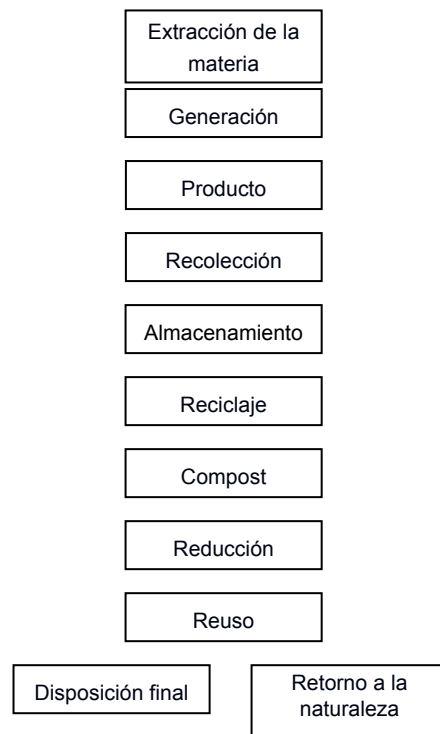 Extracción de la
materia
Generación
Producto
Recolección
Almacenamiento
Reciclaje
Compost
Reducción
Reuso
Disposición final
Retorno a la
naturaleza